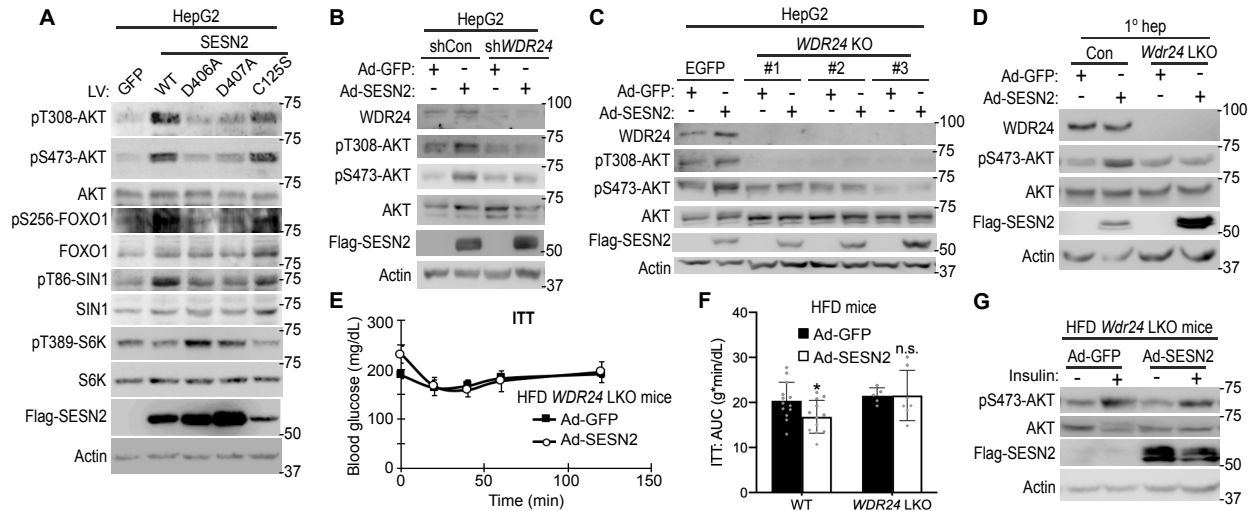 A
HepG2
SESN2
LV:
GFP
WT
D406A
D407A
C125S
pT308-AKT
75
pS473-AKT
75
AKT
75
pS256-FOXO1
FOXO1
75
pT86-SIN1
75
SIN1
75
pT389-S6K
75
S6K
Flag-SESN2
50
Actin
37
B
HepG2
shCon shWDR24
Ad-GFP: + - + -
Ad-SESN2: - + - +
WDR24
100
pT308-AKT
75
pS473-AKT
75
AKT
75
Flag-SESN2
50
Actin
37
C
HepG2
WDR24 KO
EGFP #1 #2 #3
Ad-GFP: + - + - + - + -
Ad-SESN2: - + - + - + - +
WDR24
100
pT308-AKT
75
pS473-AKT
75
AKT
75
Flag-SESN2
50
Actin
37
D
1º hep
Con Wdr24 LKO
Ad-GFP: + - + -
Ad-SESN2: - + - +
WDR24
100
pS473-AKT
75
AKT
75
Flag-SESN2
50
Actin
37
E
ITT
Blood glucose (mg/dL)
300
200
100
0
0 50 100 150
Time (min)
HFD WDR24 LKO mice
Ad-GFP
Ad-SESN2
F
HFD mice
Ad-GFP
Ad-SESN2
ITT: AUC (g*min/dL)
40
30
20
10
0
*
n.s.
WT WDR24 LKO
G
HFD Wdr24 LKO mice
Ad-GFP Ad-SESN2
Insulin: - + - +
pS473-AKT
75
AKT
75
Flag-SESN2
50
Actin
37